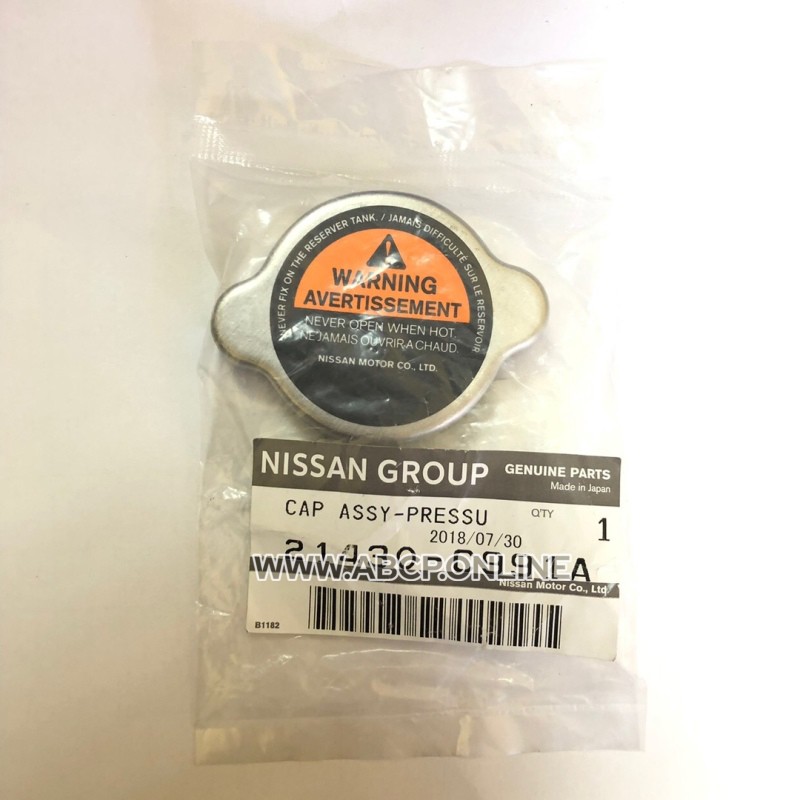 NEVER FIX ON THE RESERVER TANK. / JAMAIS DIFFICULTÉ SUR LE RESERVOIR
WARNING
AVERTISSEMENT
NEVER OPEN WHEN HOT.
NE JAMAIS OUVRIR A CHAUD.
NISSAN MOTOR CO., LTD.
NISSAN GROUP
GENUINE PARTS
Made in Japan
CAP ASSY-PRESSU
Q'TY
1
2018/07/30
WWW.ABCP.ONLINE
Nissan Motor Co., Ltd.
B1182